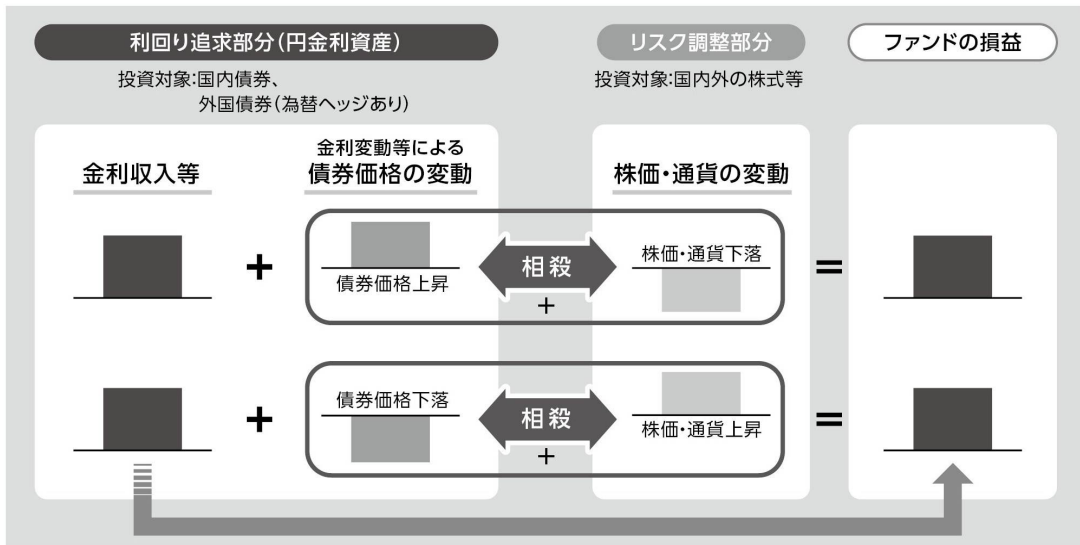 利回り追求部分(円金利資産)
リスク調整部分
ファンドの損益
投資対象:国内債券、
外国債券(為替ヘッジあり)
投資対象:国内外の株式等
金利収入等
金利変動等による
債券価格の変動
株価・通貨の変動
+
債券価格上昇
相殺
+
株価・通貨下落
=
+
債券価格下落
相殺
+
株価・通貨上昇
=